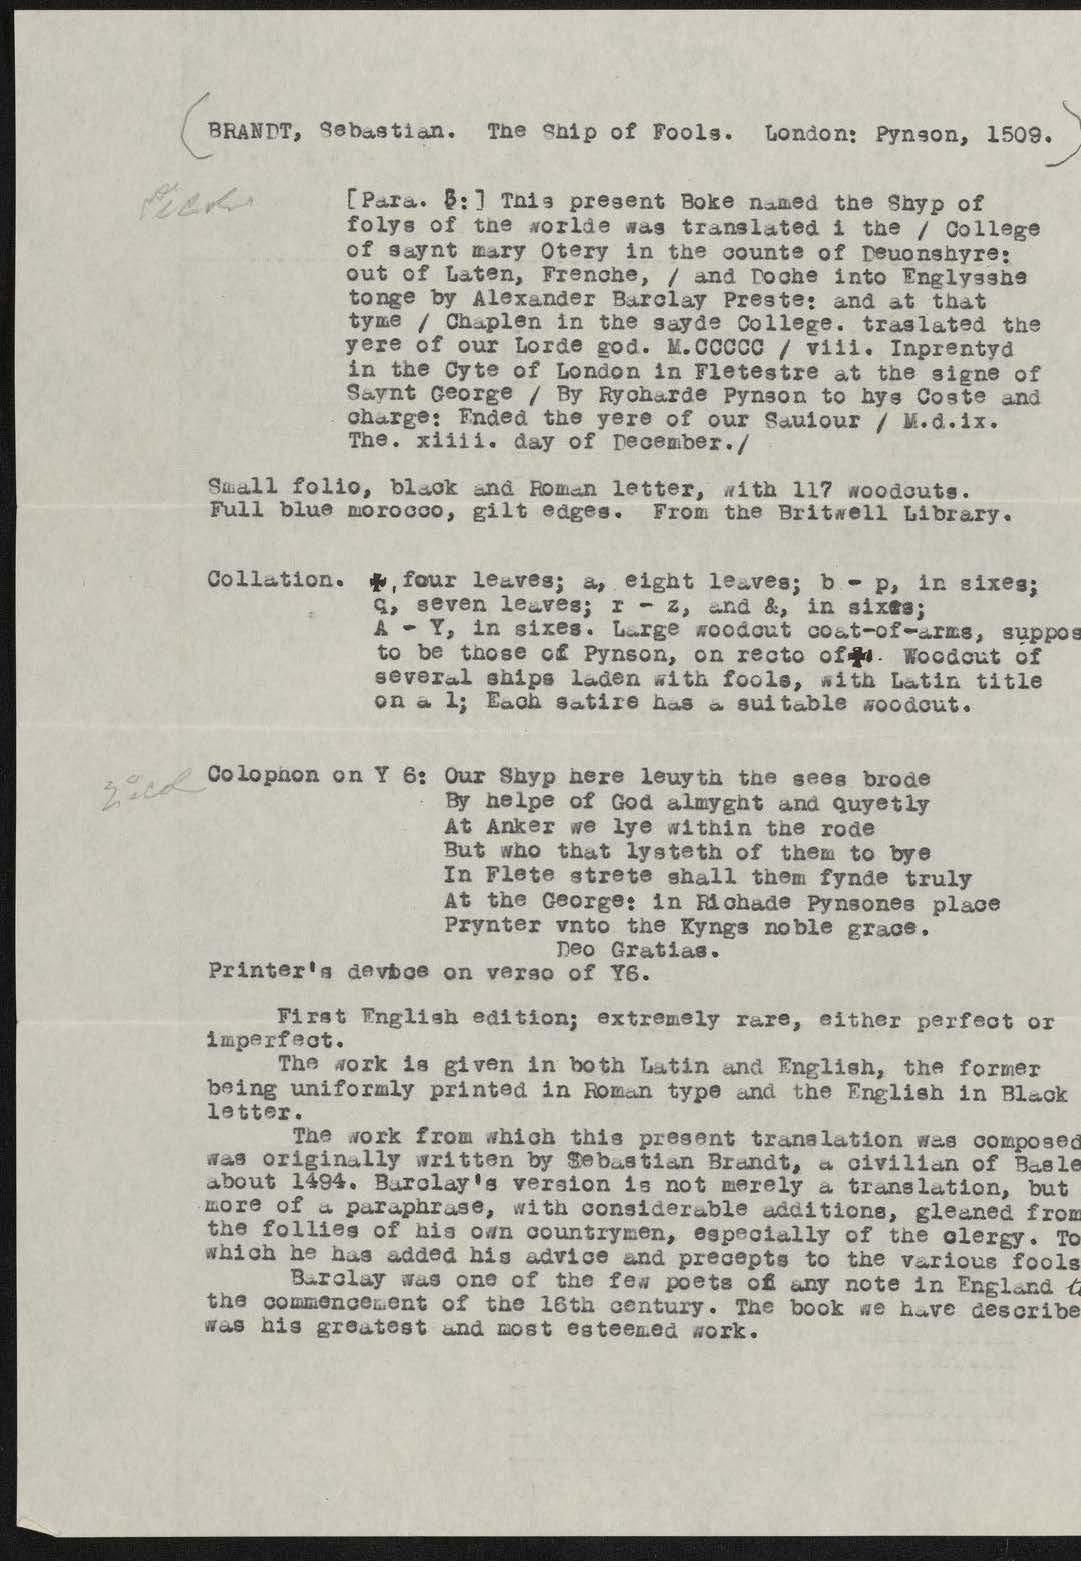 BRANDT, Sebastian. The Ship of Fools. London: Pynson, 1509.
[Para. B:] This present Boke named the Shyp of
folys of the worlde was translated i the / College
of saynt mary Otery in the counte of Deuonshyre:
out of Laten, Frenche, / and Doche into Englysshe
tonge by Alexander Barclay Preste: and at that
tyme / Chaplen in the sayde College. traslated the
yere of our Lorde god. M.CCCCC / viii. Inprentyd
in the Cyte of London in Fletestre at the signe of
Saynt George / By Rycharde Pynson to hys Coste and
charge: Ended the yere of our Sauiour / M.d.ix.
The. xiiii. day of December./
Small folio, black and Roman letter, with 117 woodcuts.
Full blue morocco, gilt edges. From the Britwell Library.
Collation. ✠, four leaves; a, eight leaves; b - p, in sixes;
q, seven leaves; r - z, and &, in sixes;
A - Y, in sixes. Large woodcut coat-of-arms, suppos
to be those of Pynson, on recto of ✠. Woodcut of
several ships laden with fools, with Latin title
on a 1; Each satire has a suitable woodcut.
Colophon on Y 6: Our Shyp here leuyth the sees brode
By helpe of God almyght and quyetly
At Anker we lye within the rode
But who that lysteth of them to bye
In Flete strete shall them fynde truly
At the George: in Richade Pynsones place
Prynter vnto the Kyngs noble grace.
Deo Gratias.
Printer's device on verso of Y6.
First English edition; extremely rare, either perfect or
imperfect.
The work is given in both Latin and English, the former
being uniformly printed in Roman type and the English in Black
letter.
The work from which this present translation was composed
was originally written by Sebastian Brandt, a civilian of Basle
about 1494. Barclay's version is not merely a translation, but
more of a paraphrase, with considerable additions, gleaned from
the follies of his own countrymen, especially of the clergy. To
which he has added his advice and precepts to the various fools
Barclay was one of the few poets of any note in England
the commencement of the 16th century. The book we have describe
was his greatest and most esteemed work.